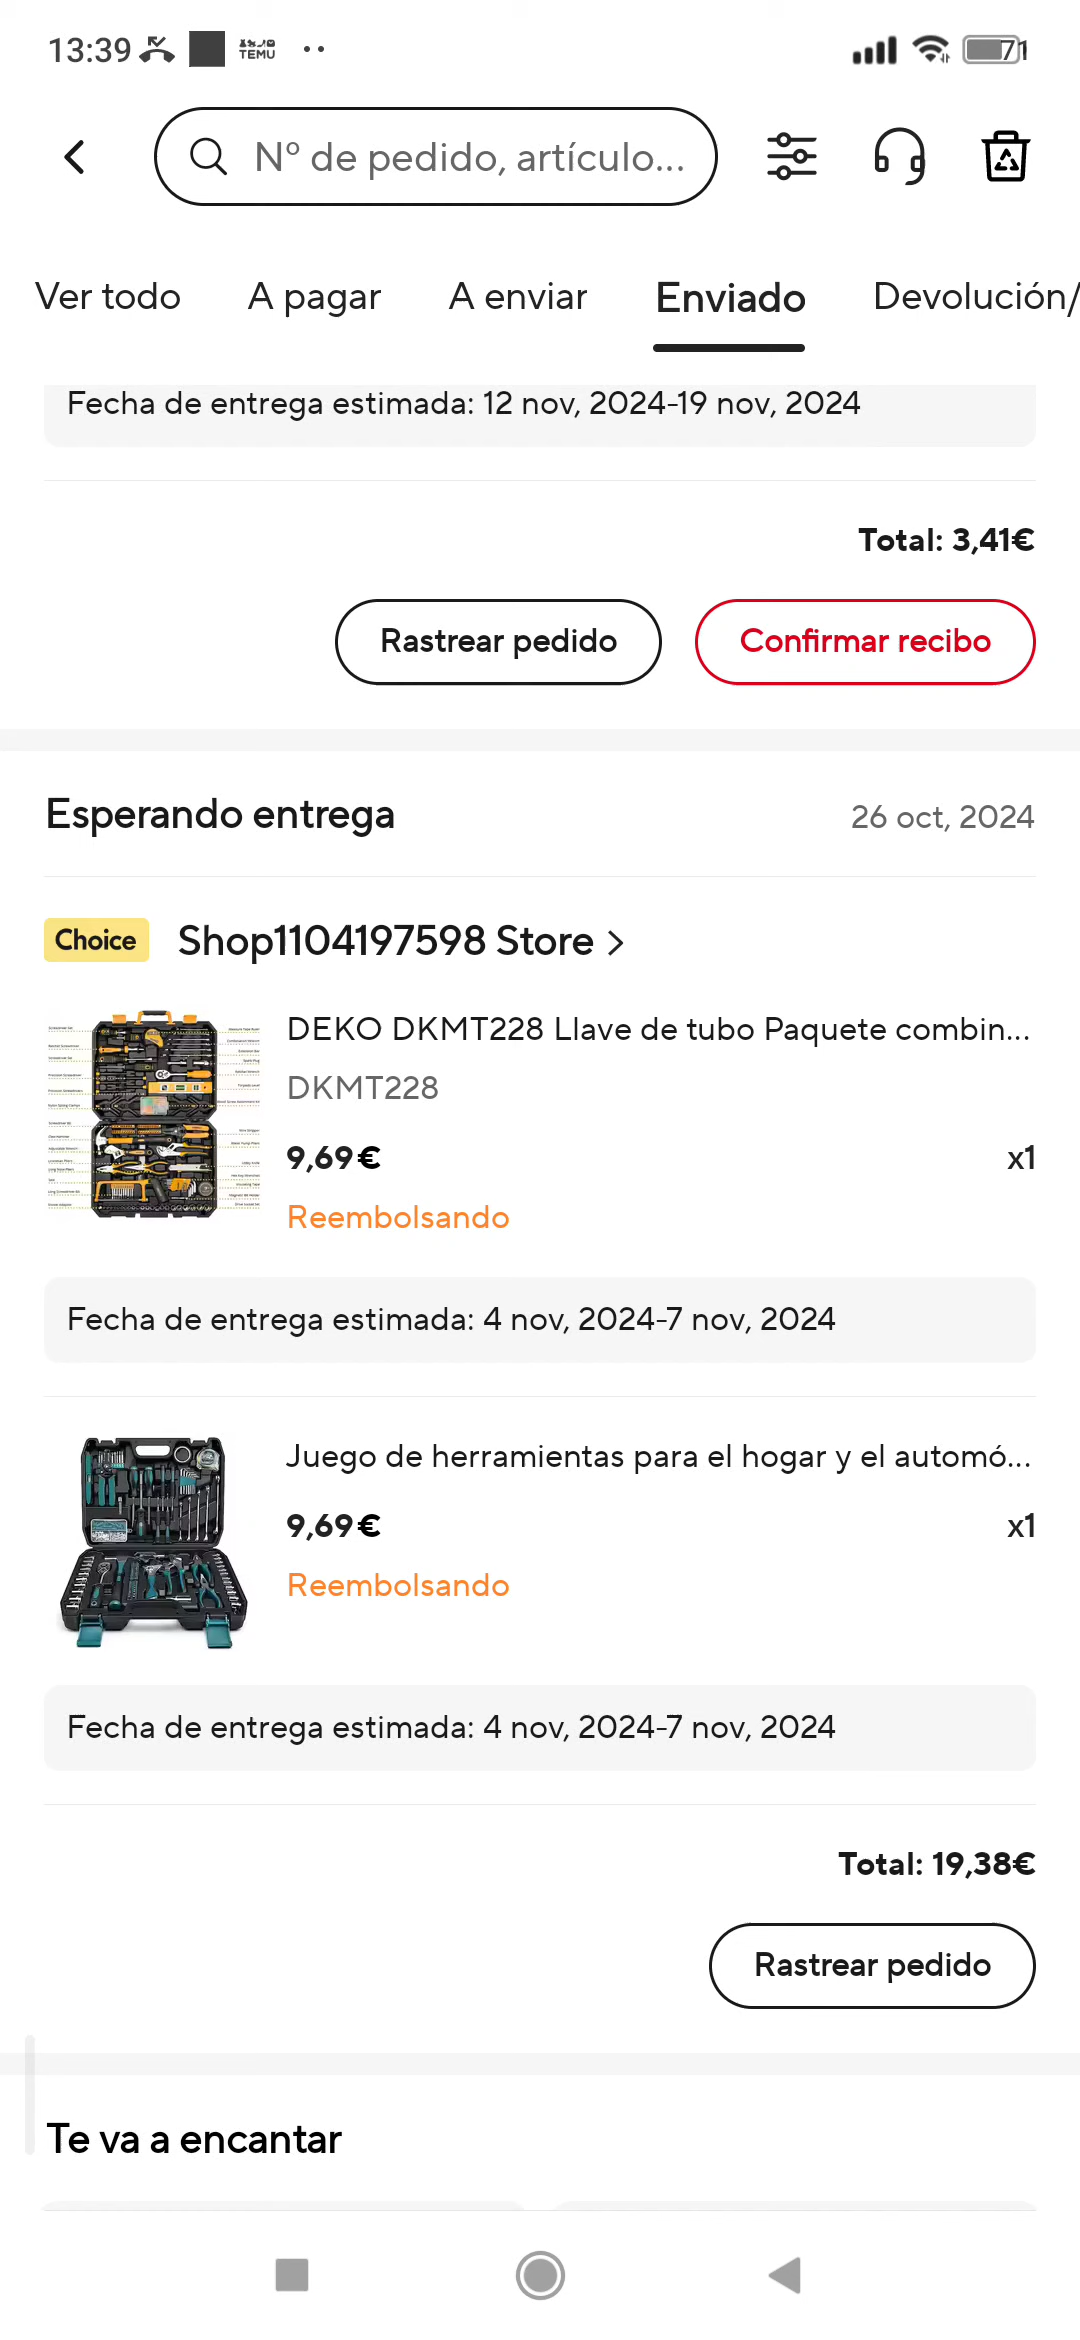 13:39
TEMU
71
Nº de pedido, artículo...
Ver todo
A pagar
A enviar
Enviado
Devolución/
Fecha de entrega estimada: 12 nov, 2024-19 nov, 2024
Total: 3,41€
Rastrear pedido
Confirmar recibo
Esperando entrega
26 oct, 2024
Choice
Shop1104197598 Store
DEKO DKMT228 Llave de tubo Paquete combin...
DKMT228
9,69€
x1
Reembolsando
Fecha de entrega estimada: 4 nov, 2024-7 nov, 2024
Juego de herramientas para el hogar y el automó...
9,69€
x1
Reembolsando
Fecha de entrega estimada: 4 nov, 2024-7 nov, 2024
Total: 19,38€
Rastrear pedido
Te va a encantar